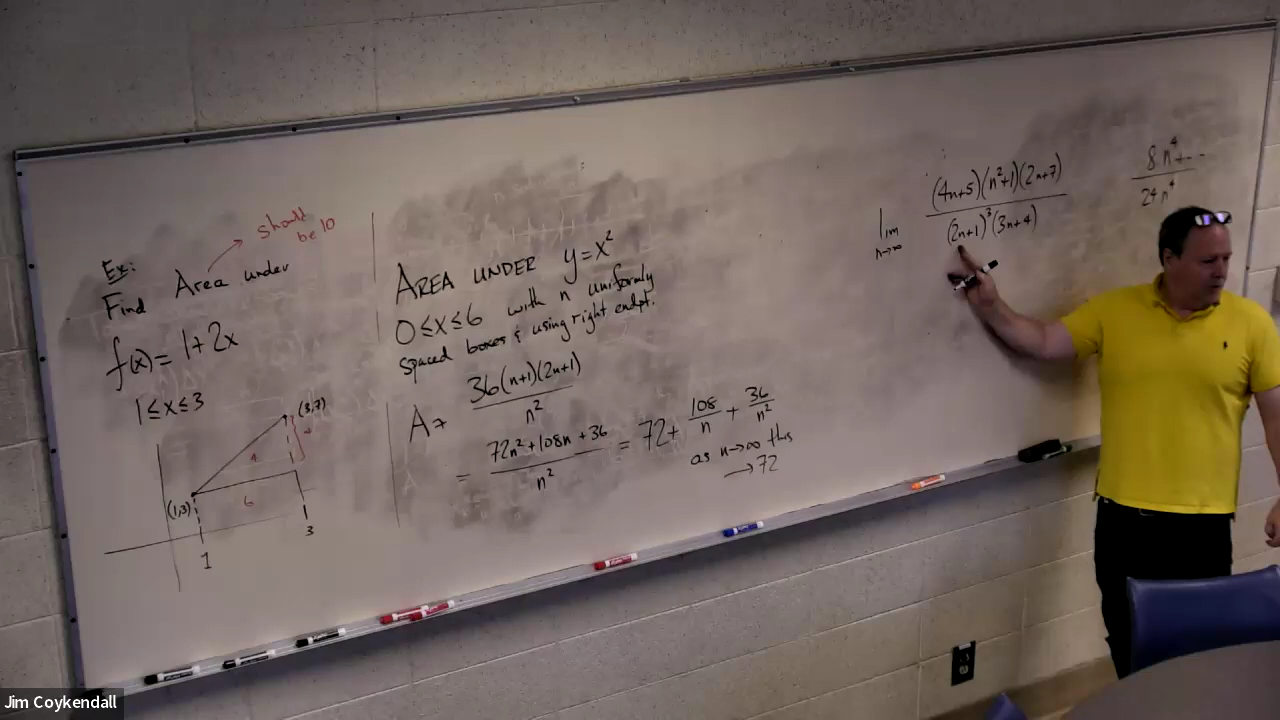 Ex:
Find Area under
should
be 10
f(x) = 1+2x
1≤x≤3
(3,7)
4
4
(1,3)
6
1
3
AREA UNDER y=x²
0≤x≤6 with n uniformly
spaced boxes & using right endpt.
A = 36(n+1)(2n+1) / n²
= 72n²+108n+36 / n² = 72+ 108/n + 36/n²
as n→∞ this
→72
lim n→∞ (4n+5)(n²+1)(2n+7) / (2n+1)³(3n+4)
8n⁴+--- / 24n⁴
Jim Coykendall